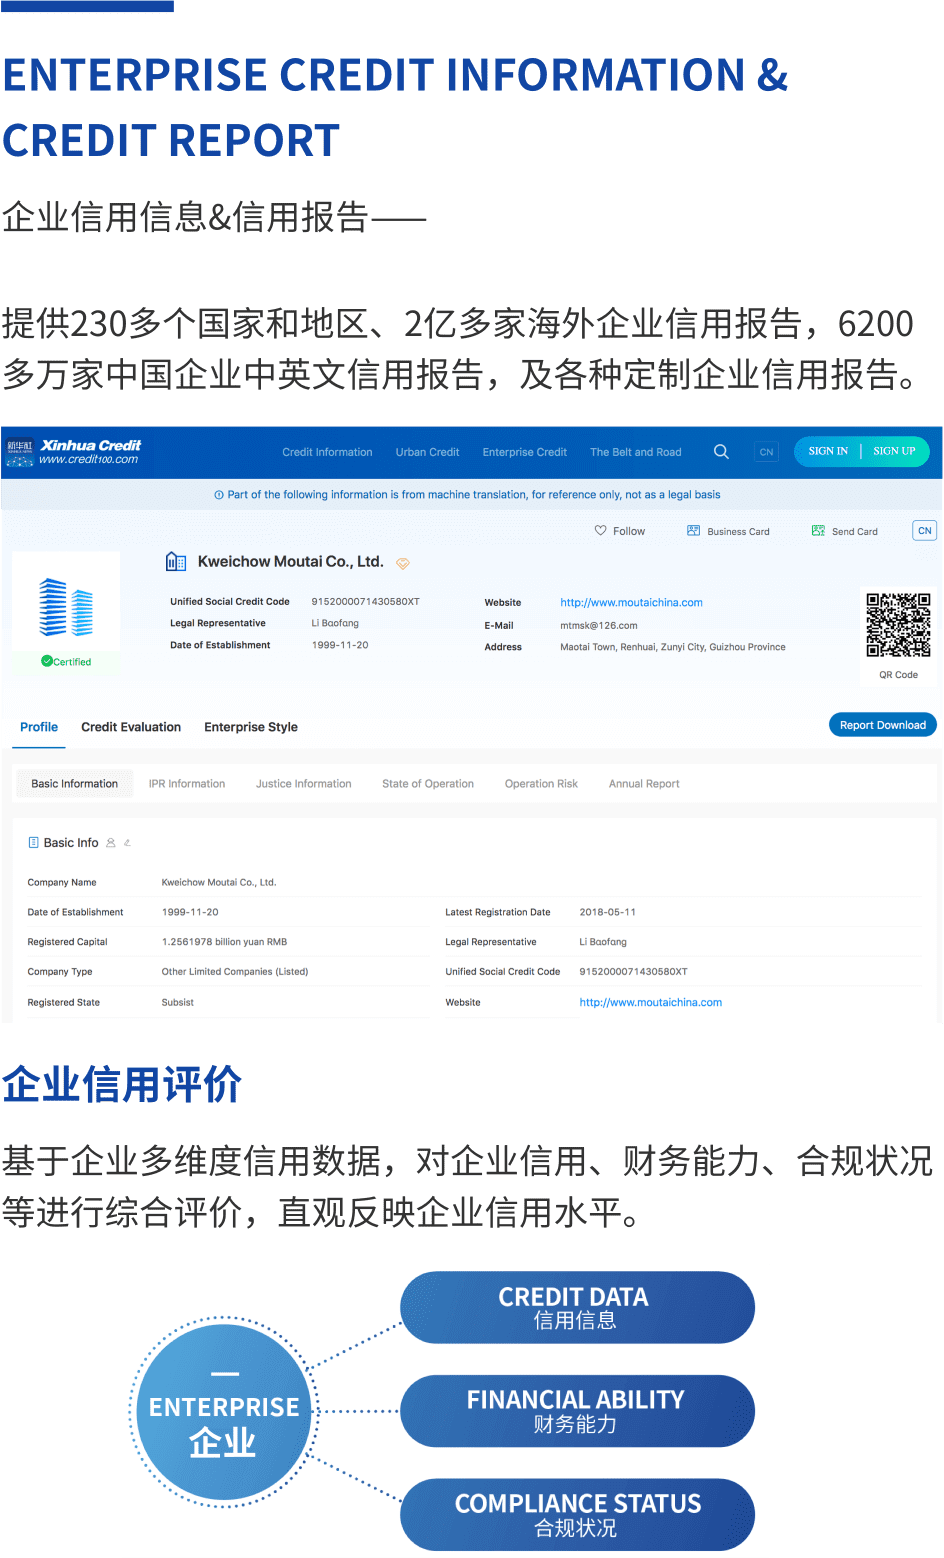 ENTERPRISE CREDIT INFORMATION &
CREDIT REPORT
企业信用信息&信用报告——
提供230多个国家和地区、2亿多家海外企业信用报告，6200
多万家中国企业中英文信用报告，及各种定制企业信用报告。
新华社 Xinhua Credit
www.credit100.com
Credit Information Urban Credit Enterprise Credit The Belt and Road CN SIGN IN | SIGN UP
Part of the following information is from machine translation, for reference only, not as a legal basis
Follow Business Card Send Card CN
Kweichow Moutai Co., Ltd.
Unified Social Credit Code 9152000071430580XT Website http://www.moutaichina.com
Legal Representative Li Baofang E-Mail mtmsk@126.com
Date of Establishment 1999-11-20 Address Maotai Town, Renhuai, Zunyi City, Guizhou Province
Certified
QR Code
Profile Credit Evaluation Enterprise Style Report Download
Basic Information IPR Information Justice Information State of Operation Operation Risk Annual Report
Basic Info
Company Name Kweichow Moutai Co., Ltd.
Date of Establishment 1999-11-20 Latest Registration Date 2018-05-11
Registered Capital 1.2561978 billion yuan RMB Legal Representative Li Baofang
Company Type Other Limited Companies (Listed) Unified Social Credit Code 9152000071430580XT
Registered State Subsist Website http://www.moutaichina.com
企业信用评价
基于企业多维度信用数据，对企业信用、财务能力、合规状况
等进行综合评价，直观反映企业信用水平。
CREDIT DATA
信用信息
ENTERPRISE
企业
FINANCIAL ABILITY
财务能力
COMPLIANCE STATUS
合规状况